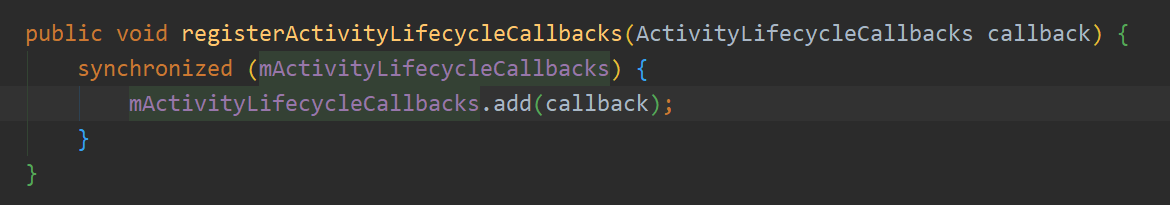 public void registerActivityLifecycleCallbacks(ActivityLifecycleCallbacks callback) {
    synchronized (mActivityLifecycleCallbacks) {
        mActivityLifecycleCallbacks.add(callback);
    }
}